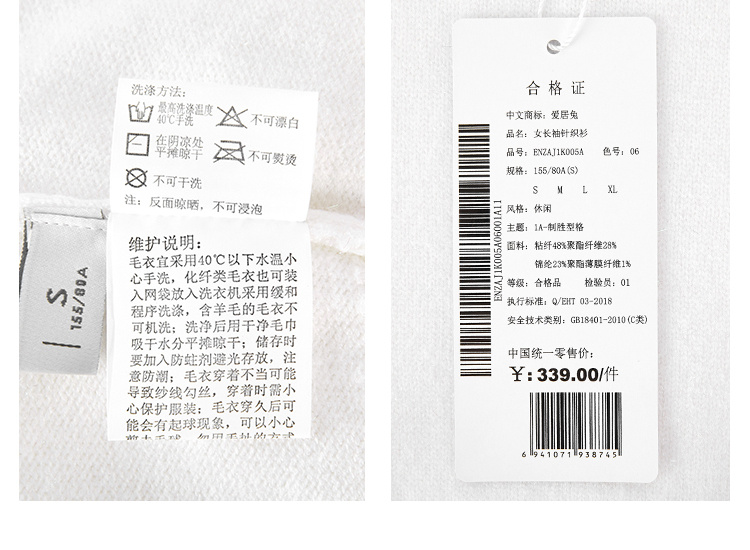 洗涤方法:
最高洗涤温度
40℃手洗
不可漂白
在阴凉处
平摊晾干
不可熨烫
不可干洗
注: 反面晾晒, 不可浸泡
维护说明:
毛衣宜采用40℃以下水温小
心手洗, 化纤类毛衣也可装
入网袋放入洗衣机采用缓和
程序洗涤, 含羊毛的毛衣不
可机洗; 洗净后用干净毛巾
吸干水分平摊晾干; 储存时
要加入防蛀剂避光存放, 注
意防潮; 毛衣穿着不当可能
导致纱线勾丝, 穿着时需小
心保护服装; 毛衣穿久后可
能会有起球现象, 可以小心
剪去毛球, 勿用手扯的方式
S
155/80A
合格证
中文商标: 爱居兔
品名: 女长袖针织衫
品号: ENZAJ1K005A 色号: 06
规格: 155/80A(S)
S M L XL
风格: 休闲
主题: 1A-制胜型格
面料: 粘纤48%聚酯纤维28%
锦纶23%聚酯薄膜纤维1%
等级: 合格品 检验员: 01
执行标准: Q/EHT 03-2018
安全技术类别: GB18401-2010(C类)
中国统一零售价:
¥: 339.00/件
6 941071 938745
ENZAJ1K005A06001A11